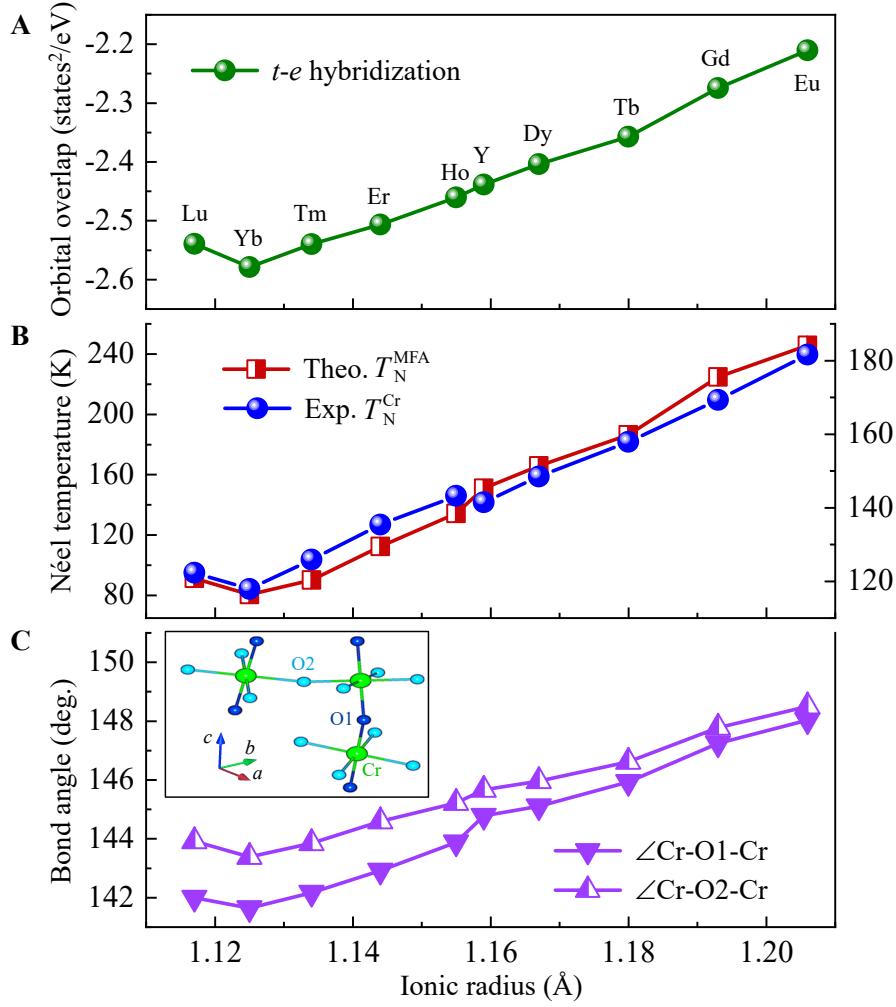 A
Orbital overlap (states²/eV)
-2.2
-2.3
-2.4
-2.5
-2.6
t-e hybridization
Lu
Yb
Tm
Er
Ho
Y
Dy
Tb
Gd
Eu
B
Néel temperature (K)
240
200
160
120
80
180
160
140
120
Theo. T_N^MFA
Exp. T_N^Cr
C
Bond angle (deg.)
150
148
146
144
142
O2
O1
Cr
c
b
a
∠Cr-O1-Cr
∠Cr-O2-Cr
1.12
1.14
1.16
1.18
1.20
Ionic radius (Å)